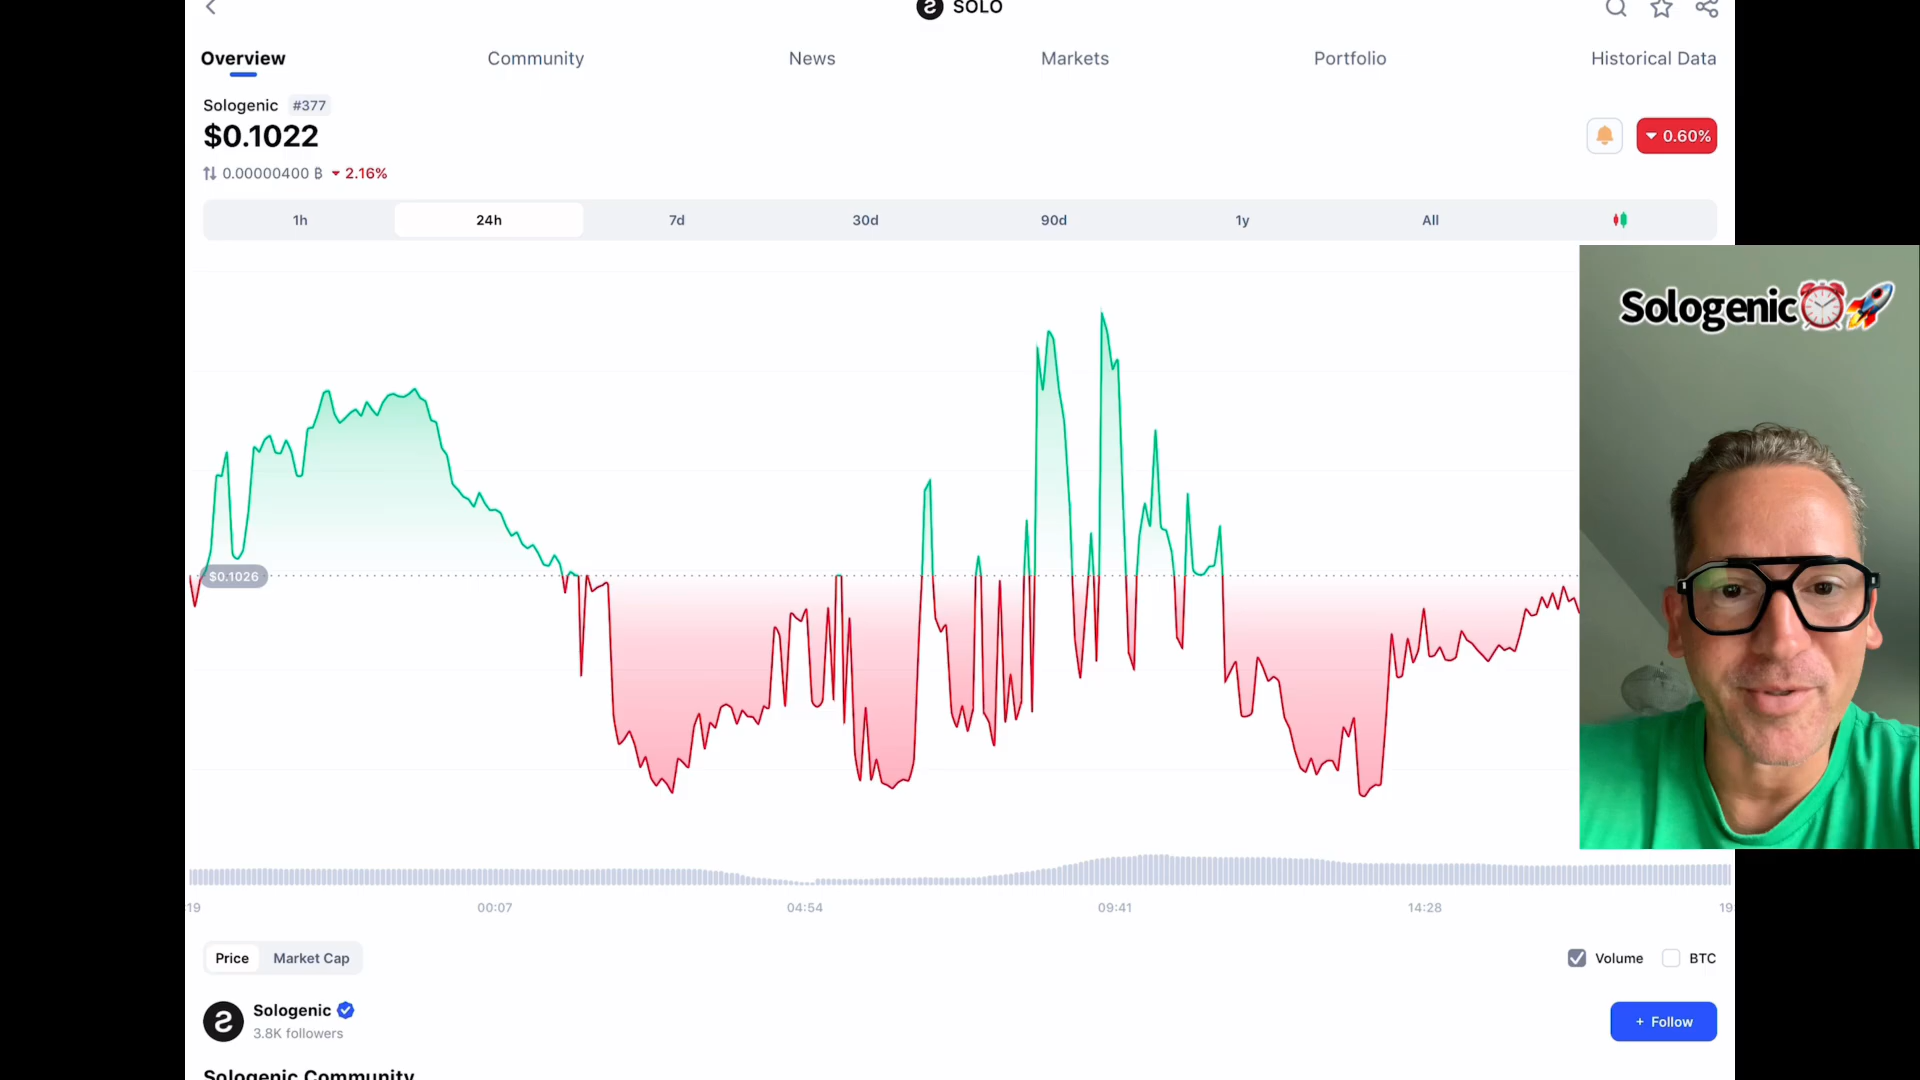 SOLO
Overview
Community
News
Markets
Portfolio
Historical Data
Sologenic #377
$0.1022
0.60%
0.00000400 ₿ 2.16%
1h
24h
7d
30d
90d
1y
All
Sologenic
$0.1026
:19
00:07
04:54
09:41
14:28
19
Price
Market Cap
Volume
BTC
Sologenic
3.8K followers
+ Follow
Sologenic Community